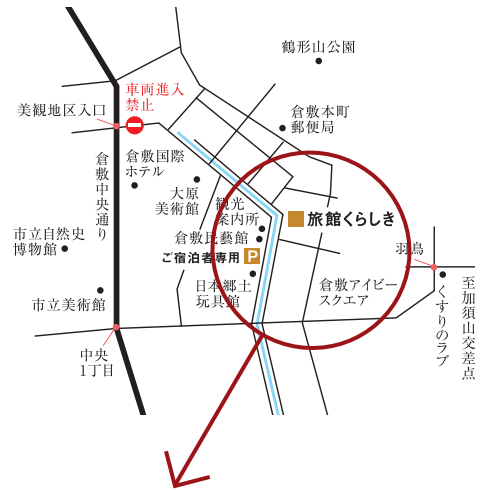 鶴形山公園
車両進入
禁止
美観地区入口
倉敷本町
郵便局
倉敷中央通り
倉敷国際
ホテル
大原
美術館
観光
案内所
旅館くらしき
倉敷民藝館
市立自然史
博物館
ご宿泊者専用
P
羽鳥
日本郷土
玩具館
倉敷アイビー
スクエア
市立美術館
くすりのラブ
至加須山交差点
中央
1丁目